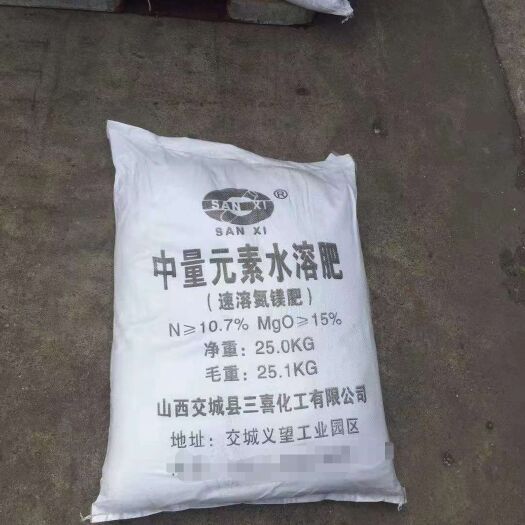 SAN XI ®
SAN XI
中量元素水溶肥
（速溶氮镁肥）
N≥10.7% MgO≥15%
净重：25.0KG
毛重：25.1KG
山西交城县三喜化工有限公司
地址：交城义望工业园区